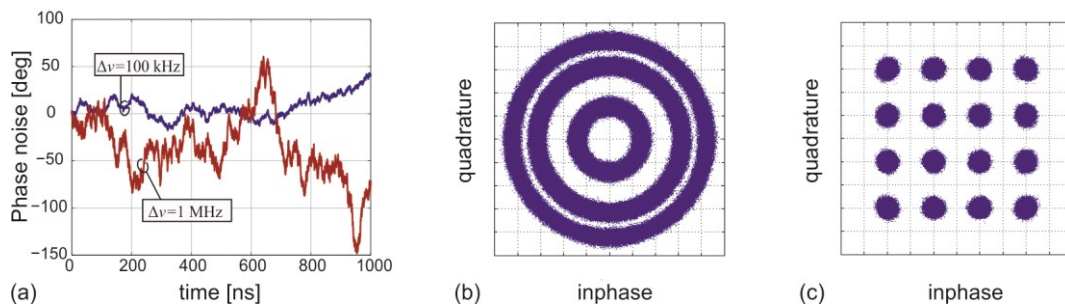 Phase noise [deg]
100
50
0
−50
−100
−150
Δν=100 kHz
Δν=1 MHz
0
200
400
600
800
1000
(a)
time [ns]
quadrature
(b)
inphase
quadrature
(c)
inphase